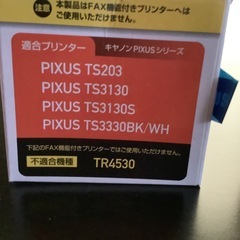 注意
本製品はFAX機能付きプリンターへは
ご使用いただけません。
適合プリンター
キヤノンPIXUSシリーズ
PIXUS TS203
PIXUS TS3130
PIXUS TS3130S
PIXUS TS3330BK/WH
下記のFAX機能付きプリンターではご使用いただけません。
不適合機種
TR4530